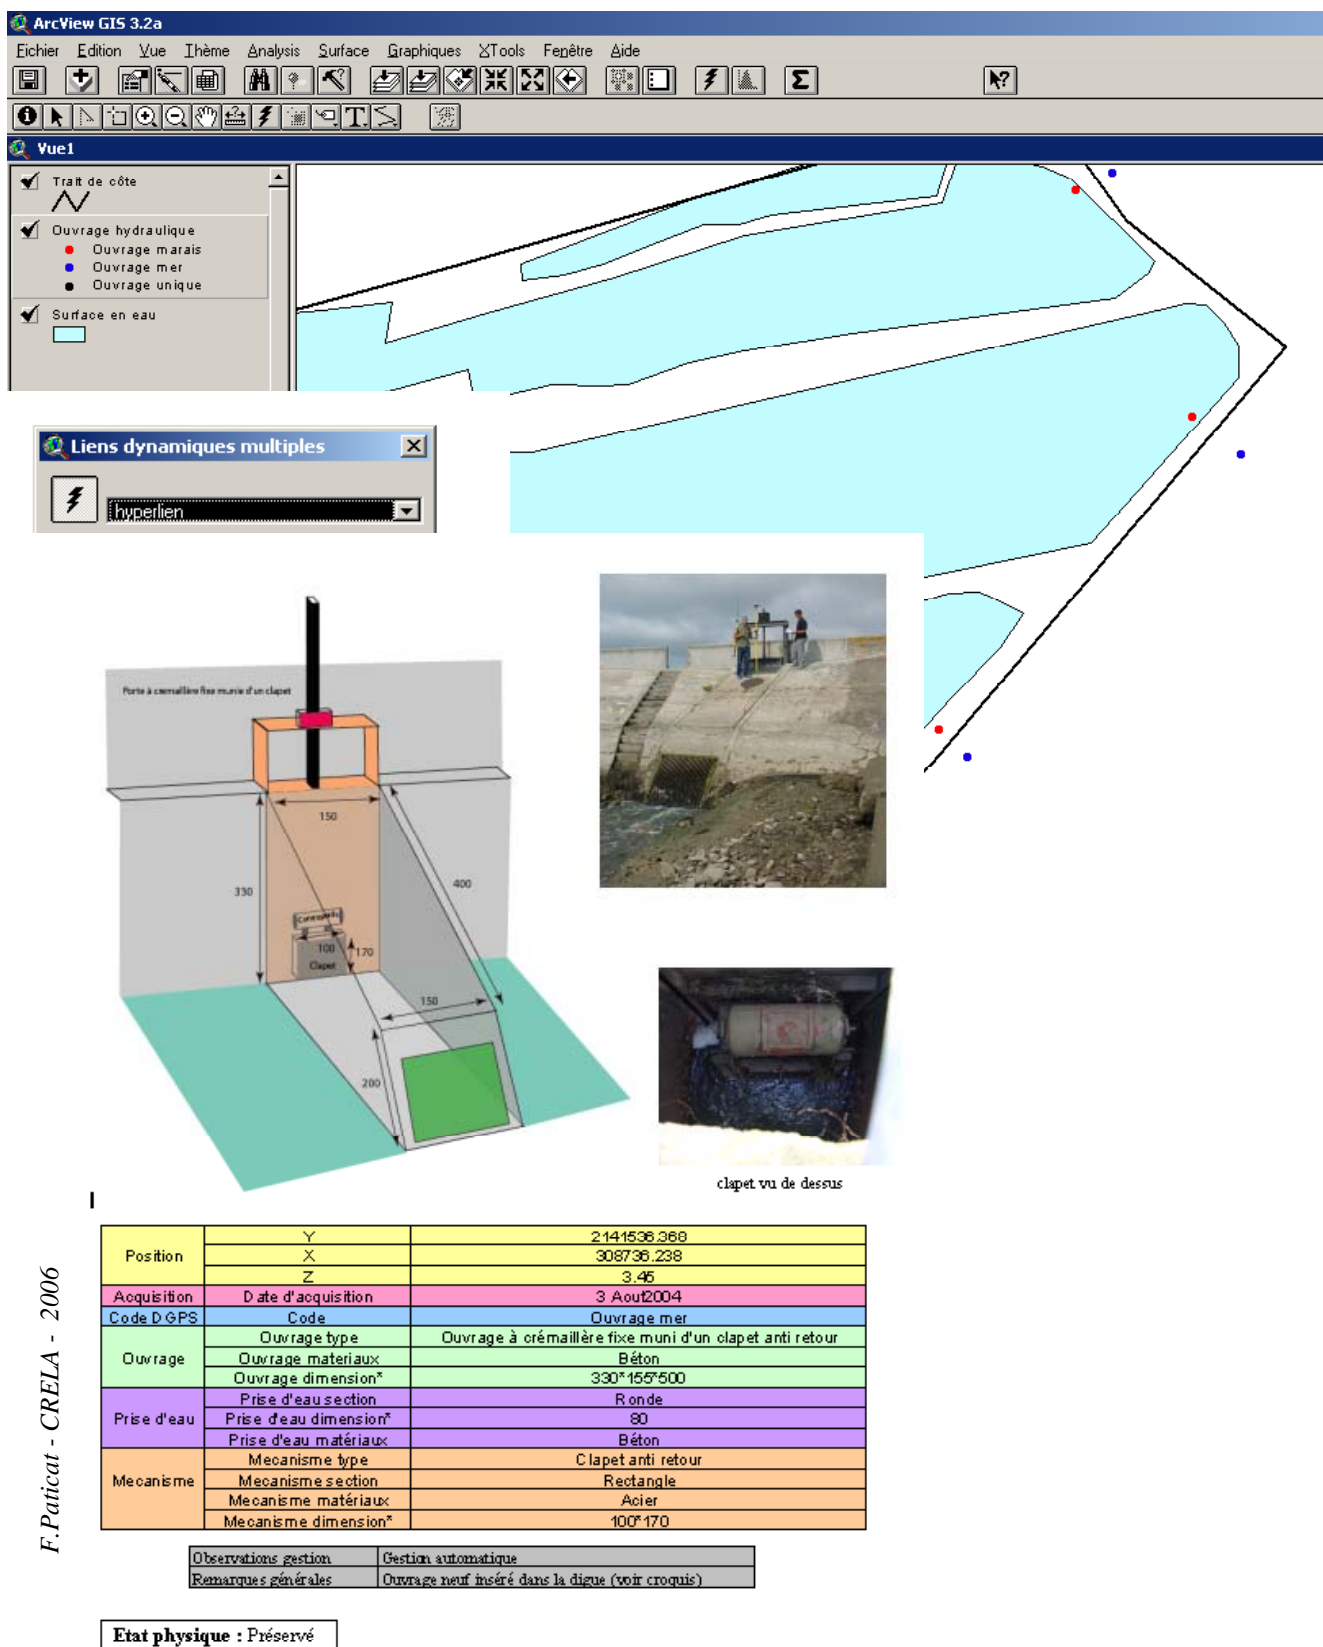 ArcView GIS 3.2a
Fichier Edition Vue Thème Analysis Surface Graphiques XTools Fenêtre Aide
Vue1
Trait de côte
Ouvrage hydraulique
Ouvrage marais
Ouvrage mer
Ouvrage unique
Surface en eau
Liens dynamiques multiples
hyperlien
Porte à crémaillère fixe munie d'un clapet
150
330
400
100
170
Clapet
150
200
clapet vu de dessus
F.Paticat - CRELA - 2006
Position Y 2141536.368
X 308736.238
Z 3.45
Acquisition Date d'acquisition 3 Aout2004
Code DGPS Code Ouvrage mer
Ouvrage Ouvrage type Ouvrage à crémaillère fixe muni d'un clapet anti retour
Ouvrage materiaux Béton
Ouvrage dimension* 330*155*500
Prise d'eau Prise d'eau section Ronde
Prise d'eau dimension* 80
Prise d'eau matériaux Béton
Mecanisme Mecanisme type Clapet anti retour
Mecanisme section Rectangle
Mecanisme matériaux Acier
Mecanisme dimension* 100*170
Observations gestion Gestion automatique
Remarques générales Ouvrage neuf inséré dans la digue (voir croquis)
Etat physique : Préservé